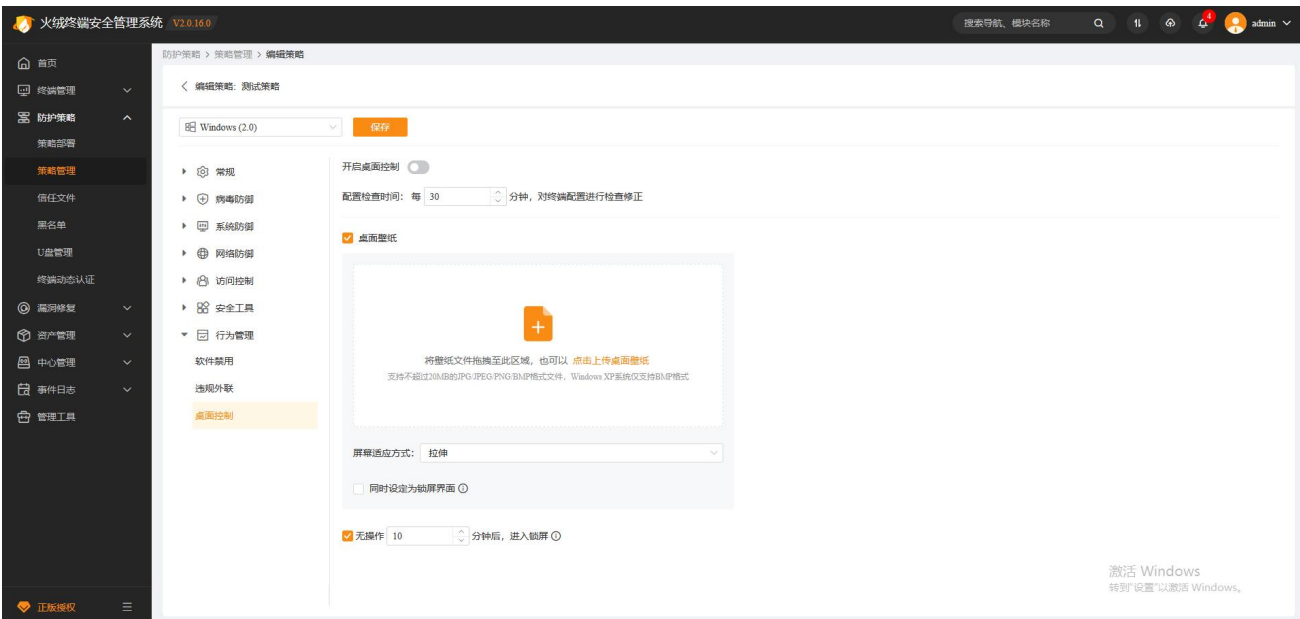 火绒终端安全管理系统 V2.0.16.0
搜索导航、模块名称
4
admin
首页
终端管理
防护策略
策略部署
策略管理
信任文件
黑名单
U盘管理
终端动态认证
漏洞修复
资产管理
中心管理
事件日志
管理工具
正版授权
防护策略 > 策略管理 > 编辑策略
编辑策略：测试策略
Windows (2.0)
保存
常规
病毒防御
系统防御
网络防御
访问控制
安全工具
行为管理
软件禁用
违规外联
桌面控制
开启桌面控制
配置检查时间：每 30 分钟，对终端配置进行检查修正
桌面壁纸
将壁纸文件拖拽至此区域，也可以 点击上传桌面壁纸
支持不超过20MB的JPG/JPEG/PNG/BMP格式文件，Windows XP系统仅支持BMP格式
屏幕适应方式： 拉伸
同时设定为锁屏界面
无操作 10 分钟后，进入锁屏
激活 Windows
转到"设置"以激活 Windows。